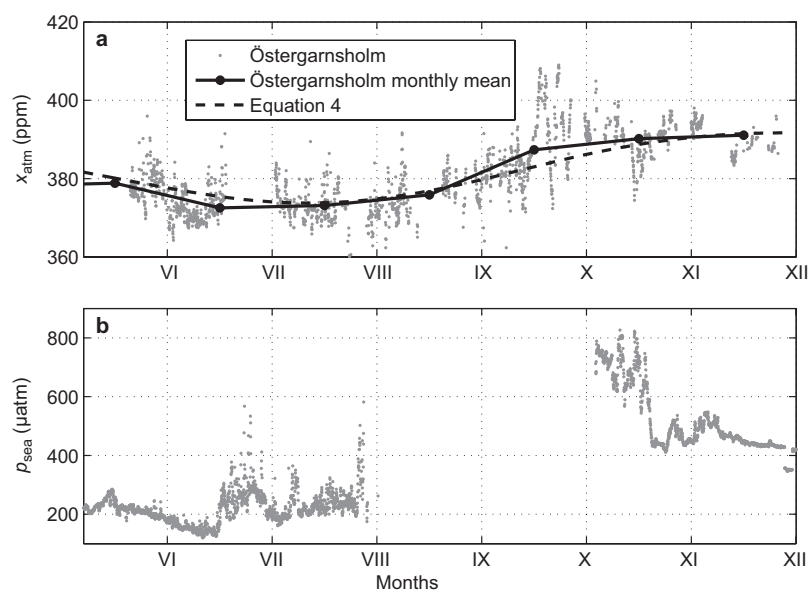 a
420
400
380
360
x_atm (ppm)
Östergarnsholm
Östergarnsholm monthly mean
Equation 4
VI VII VIII IX X XI XII
b
800
600
400
200
p_sea (µatm)
VI VII VIII IX X XI XII
Months